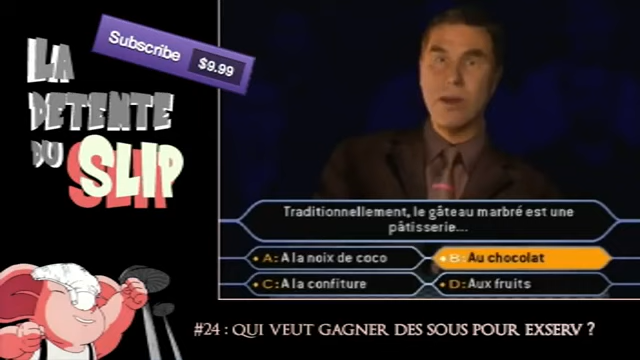 Subscribe $9.99
LA
DETENTE
DU
SLIP
Traditionnellement, le gâteau marbré est une
pâtisserie...
A: A la noix de coco
B: Au chocolat
C: A la confiture
D: Aux fruits
#24 : QUI VEUT GAGNER DES SOUS POUR EXSERV ?